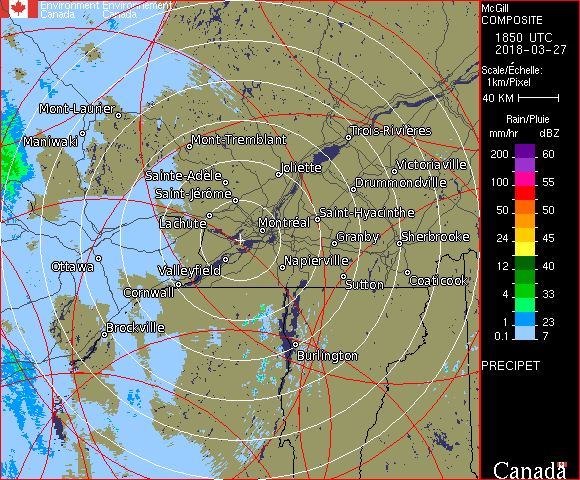 Environment Environnement
Canada Canada
McGill
COMPOSITE
1850 UTC
2018-03-27
Scale/Échelle:
1km/Pixel
40 KM
Rain/Pluie
mm/hr dBZ
200 60
100 55
50 50
24 45
12 40
4 33
1 23
0.1 7
PRECIPET
Canada
Mont-Laurier
Maniwaki
Mont-Tremblant
Trois-Rivières
Sainte-Adèle
Joliette
Victoriaville
Saint-Jérôme
Drummondville
Lachute
Montréal
Saint-Hyacinthe
Granby
Sherbrooke
Ottawa
Valleyfield
Napierville
Cornwall
Sutton
Coaticook
Brockville
Burlington